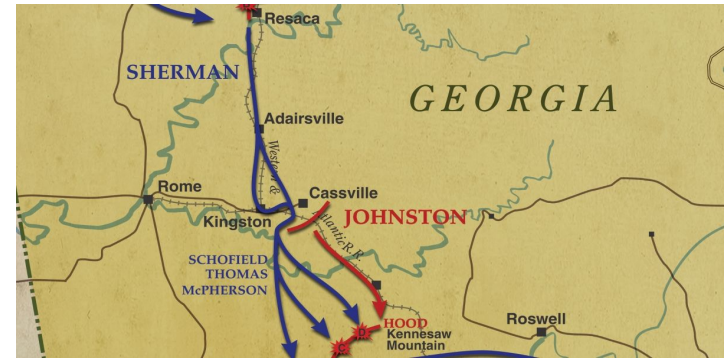 Resaca
SHERMAN
GEORGIA
Adairsville
Western &
Rome
Cassville
Kingston
JOHNSTON
Atlantic R.R.
SCHOFIELD
THOMAS
McPHERSON
HOOD
Kennesaw
Mountain
Roswell